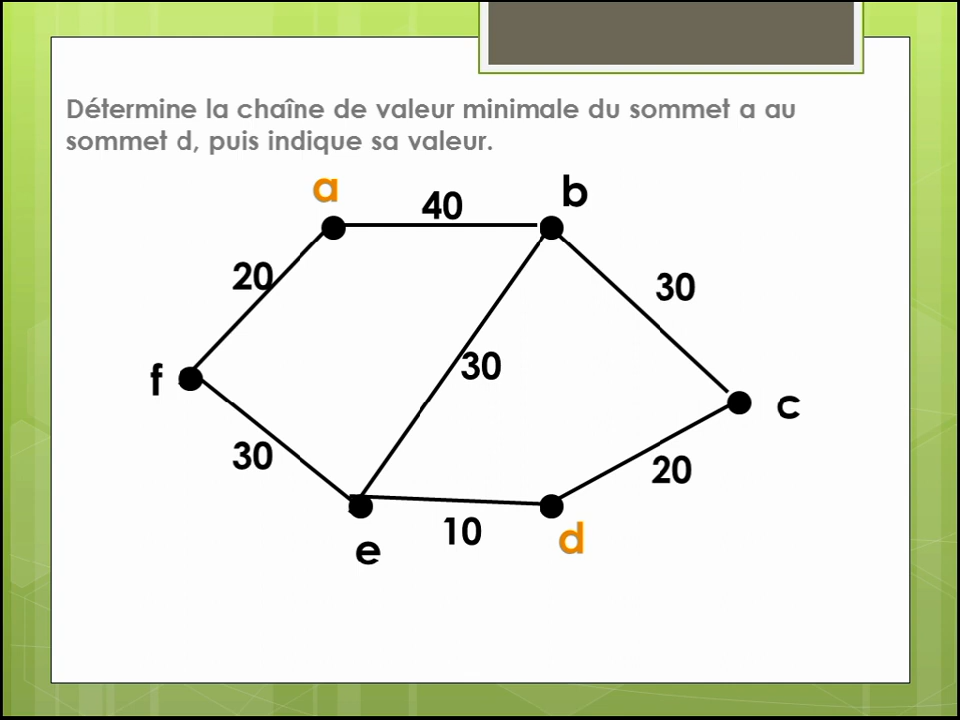 Détermine la chaîne de valeur minimale du sommet a au
sommet d, puis indique sa valeur.
a
b
40
20
30
30
f
c
30
20
10
d
e